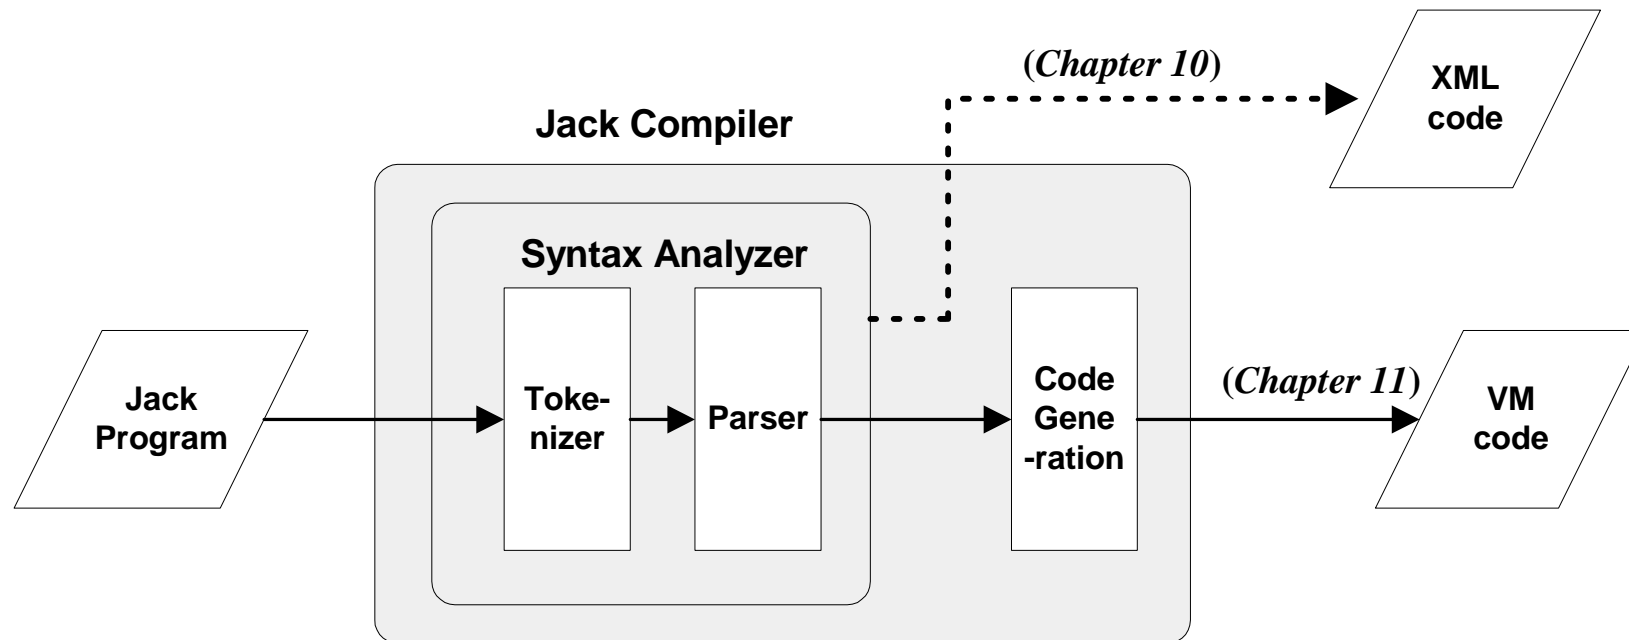 (Chapter 10)
XML
code
Jack Compiler
Syntax Analyzer
Jack
Program
Toke-
nizer
Parser
Code
Gene
-ration
(Chapter 11)
VM
code